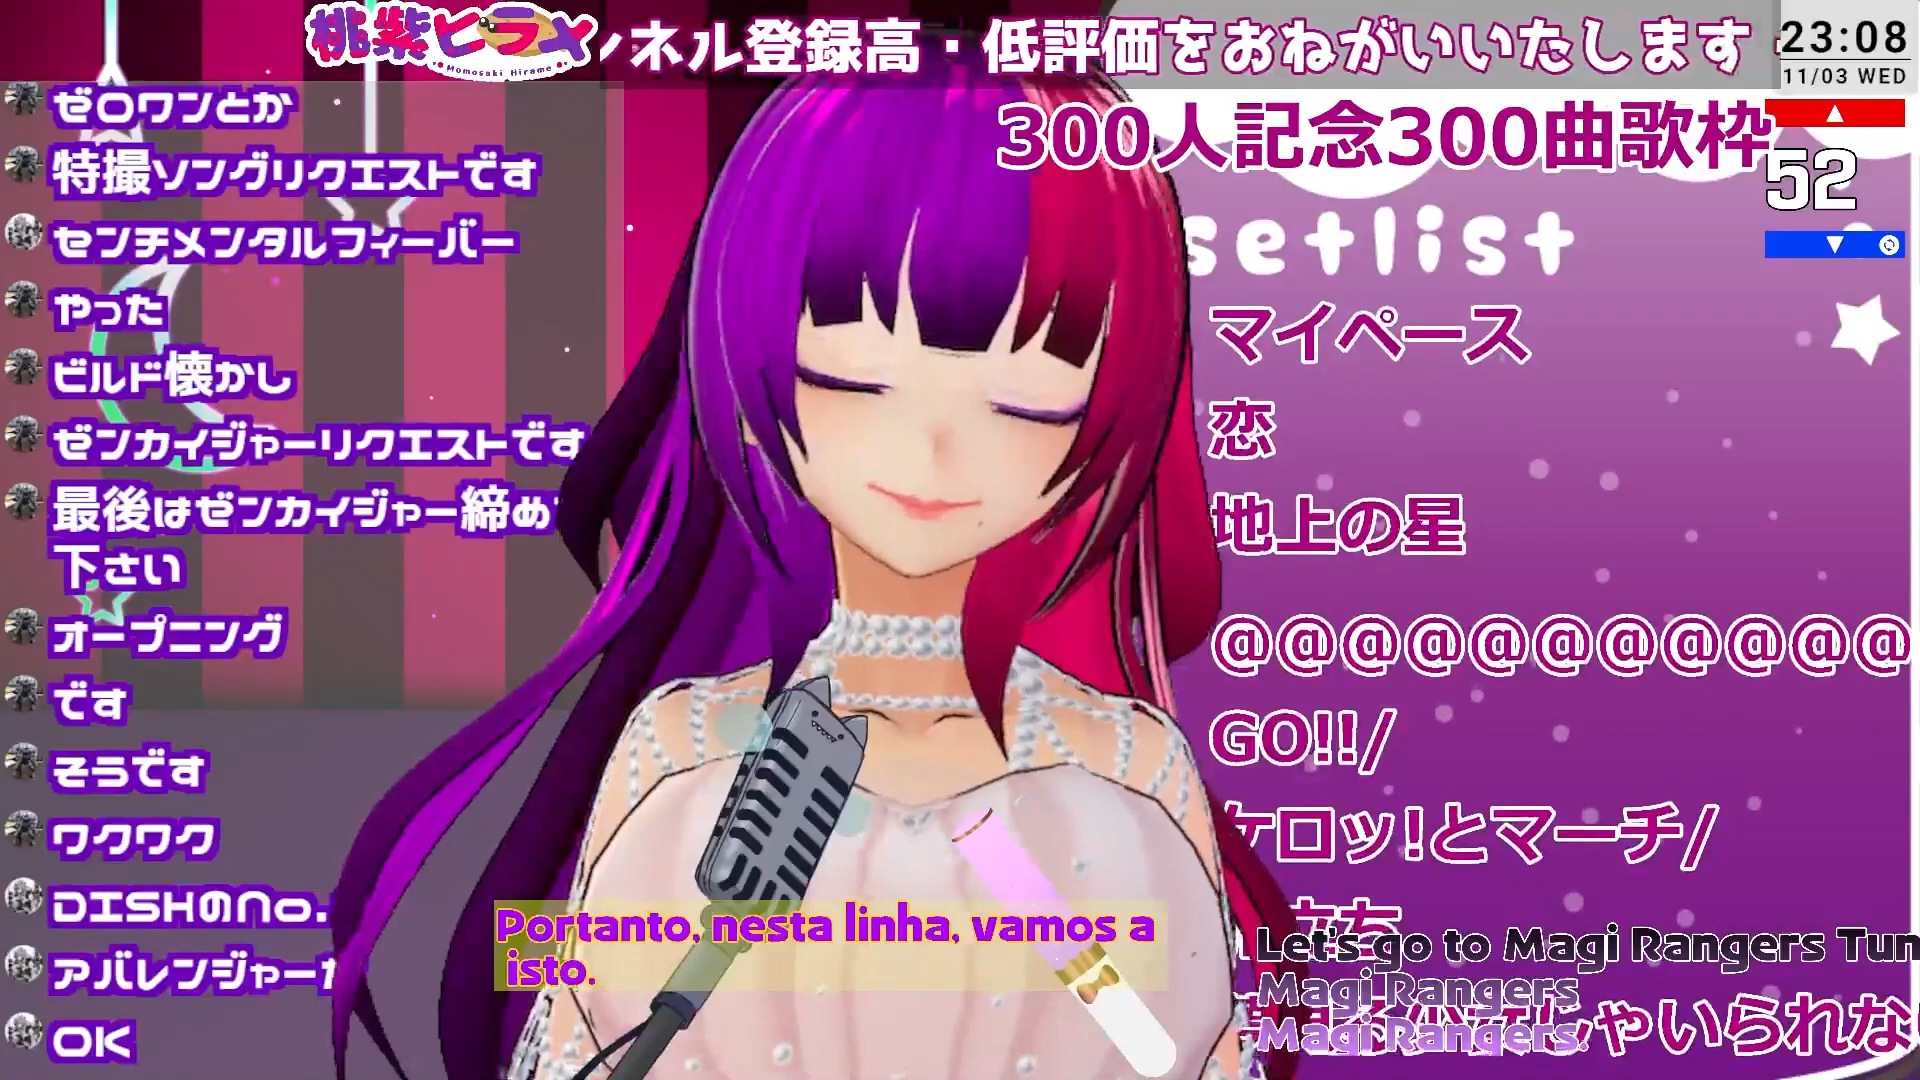 桃紫ヒラメ
Momosaki Hirame
ンネル登録高・低評価をおねがいいたします
23:08
11/03 WED
300人記念300曲歌枠
52
setlist
ゼロワンとか
特撮ソングリクエストです
センチメンタルフィーバー
やった
ビルド懐かし
ゼンカイジャーリクエストです
最後はゼンカイジャー締め
下さい
オープニング
です
そうです
ワクワク
DISHのNo.
アバレンジャーだ
OK
マイペース
恋
地上の星
@@@@@@@@@@@
GO!!/
ケロッ!とマーチ/
立ち
じゃいられな
Portanto, nesta linha, vamos a
isto.
Let's go to Magi Rangers Tun
Magi Rangers
Magi Rangers.